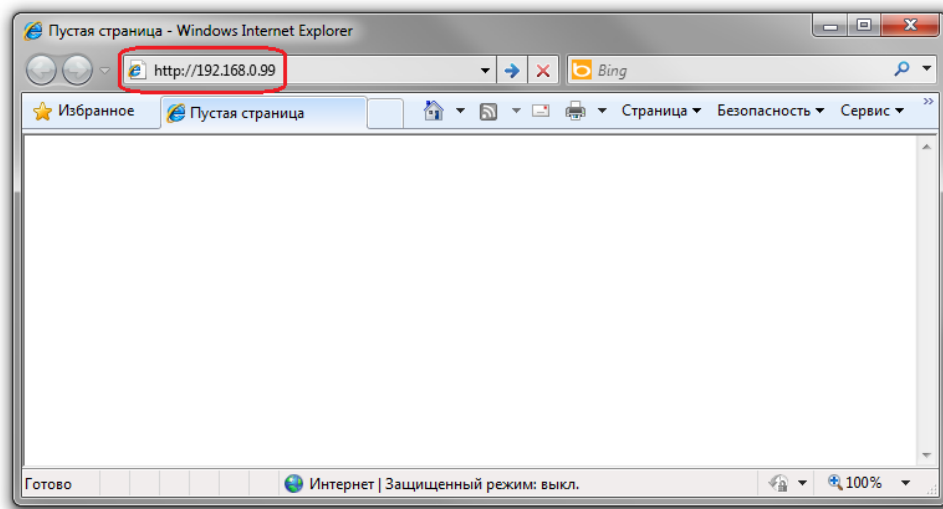 Пустая страница - Windows Internet Explorer
http://192.168.0.99
Bing
Избранное
Пустая страница
Страница
Безопасность
Сервис
Готово
Интернет | Защищенный режим: выкл.
100%